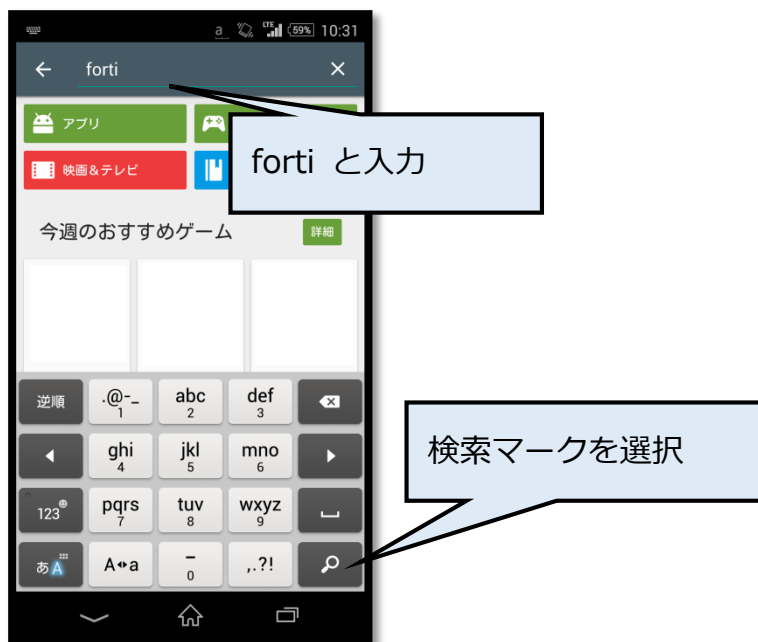 a LTE 59% 10:31
forti
アプリ
映画&テレビ
forti と入力
今週のおすすめゲーム 詳細
逆順 .@-_ 1 abc 2 def 3
ghi 4 jkl 5 mno 6
検索マークを選択
123 pqrs 7 tuv 8 wxyz 9
あA A⇔a – 0 ,.?!